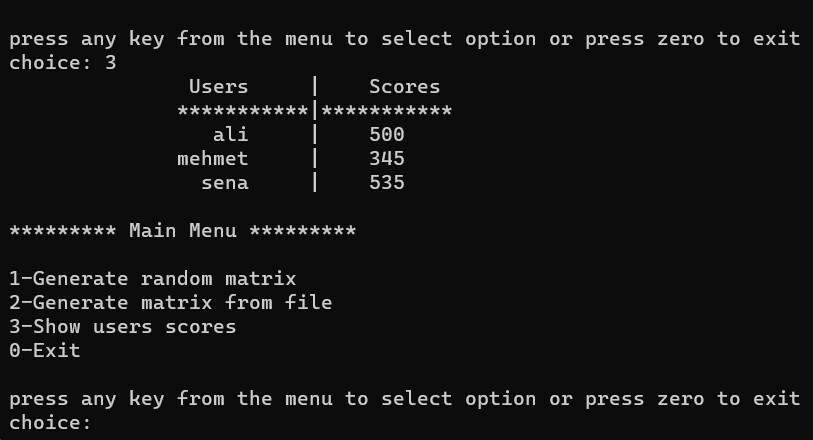 press any key from the menu to select option or press zero to exit
choice: 3
Users | Scores
***********|***********
ali | 500
mehmet | 345
sena | 535
********* Main Menu *********
1-Generate random matrix
2-Generate matrix from file
3-Show users scores
0-Exit
press any key from the menu to select option or press zero to exit
choice: